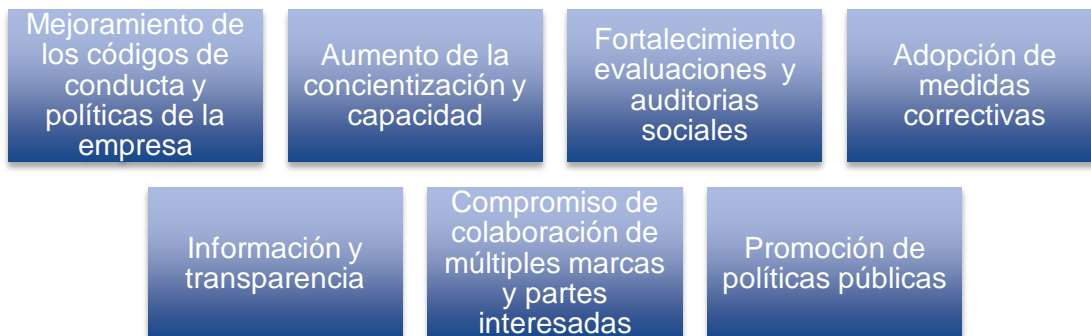 Mejoramiento de
los códigos de
conducta y
políticas de la
empresa
Aumento de la
concientización y
capacidad
Fortalecimiento
evaluaciones y
auditorias
sociales
Adopción de
medidas
correctivas
Información y
transparencia
Compromiso de
colaboración de
múltiples marcas
y partes
interesadas
Promoción de
políticas públicas